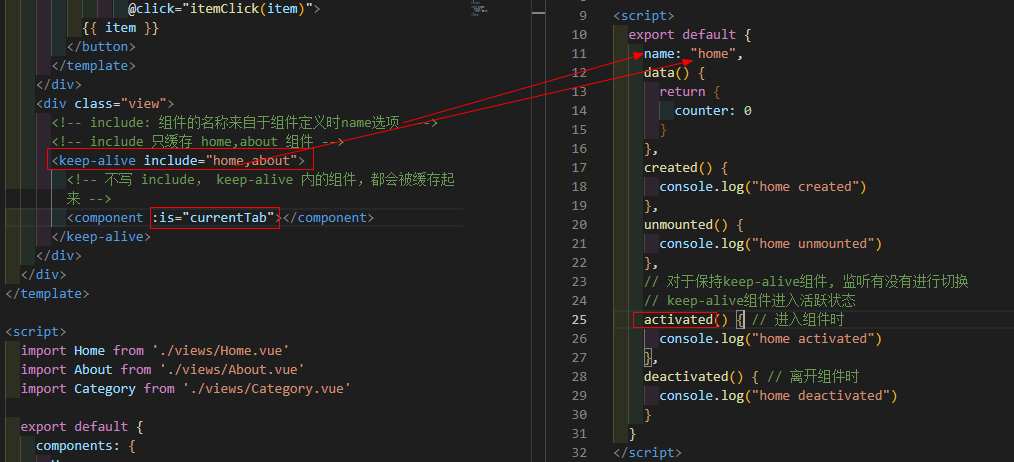 @click="itemClick(item)">
{{ item }}
</button>
</template>
</div>
<div class="view">
<!-- include: 组件的名称来自于组件定义时name选项 -->
<!-- include 只缓存 home,about 组件 -->
<keep-alive include="home,about">
<!-- 不写 include， keep-alive 内的组件，都会被缓存起
来 -->
<component :is="currentTab"></component>
</keep-alive>
</div>
</div>
</template>
<script>
import Home from './views/Home.vue'
import About from './views/About.vue'
import Category from './views/Category.vue'
export default {
components: {
9 <script>
10 export default {
11 name: "home",
12 data() {
13 return {
14 counter: 0
15 }
16 },
17 created() {
18 console.log("home created")
19 },
20 unmounted() {
21 console.log("home unmounted")
22 },
23 // 对于保持keep-alive组件, 监听有没有进行切换
24 // keep-alive组件进入活跃状态
25 activated() { // 进入组件时
26 console.log("home activated")
27 },
28 deactivated() { // 离开组件时
29 console.log("home deactivated")
30 }
31 }
32 </script>